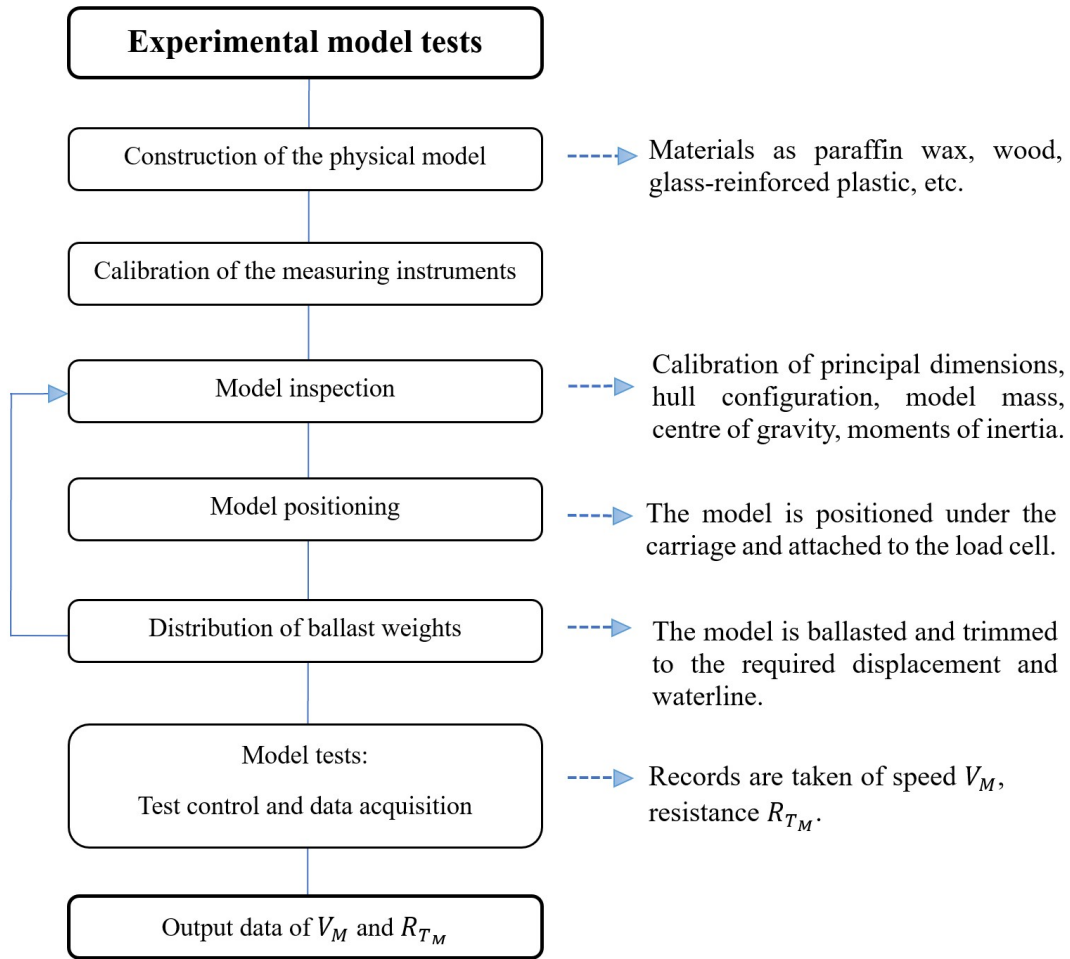 Experimental model tests
Construction of the physical model
Materials as paraffin wax, wood,
glass-reinforced plastic, etc.
Calibration of the measuring instruments
Model inspection
Calibration of principal dimensions,
hull configuration, model mass,
centre of gravity, moments of inertia.
Model positioning
The model is positioned under the
carriage and attached to the load cell.
Distribution of ballast weights
The model is ballasted and trimmed
to the required displacement and
waterline.
Model tests:
Test control and data acquisition
Records are taken of speed V_M,
resistance R_{T_M}.
Output data of V_M and R_{T_M}